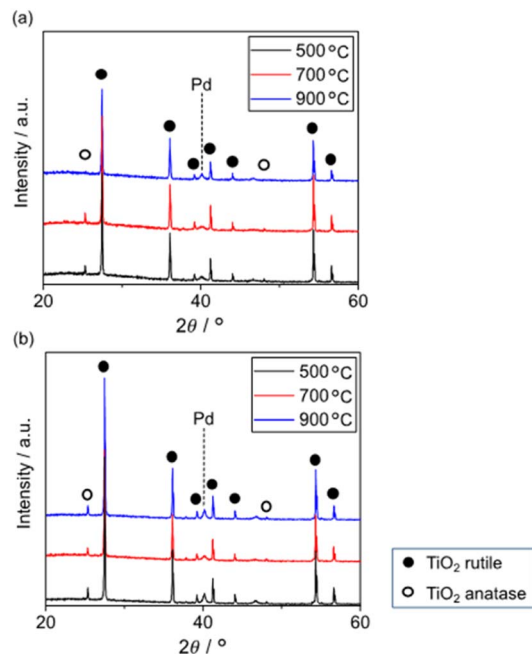 (a)
Pd
500 °C
700 °C
900 °C
Intensity / a.u.
20
40
60
2θ / °
(b)
Pd
500 °C
700 °C
900 °C
Intensity / a.u.
20
40
60
2θ / °
● TiO₂ rutile
○ TiO₂ anatase